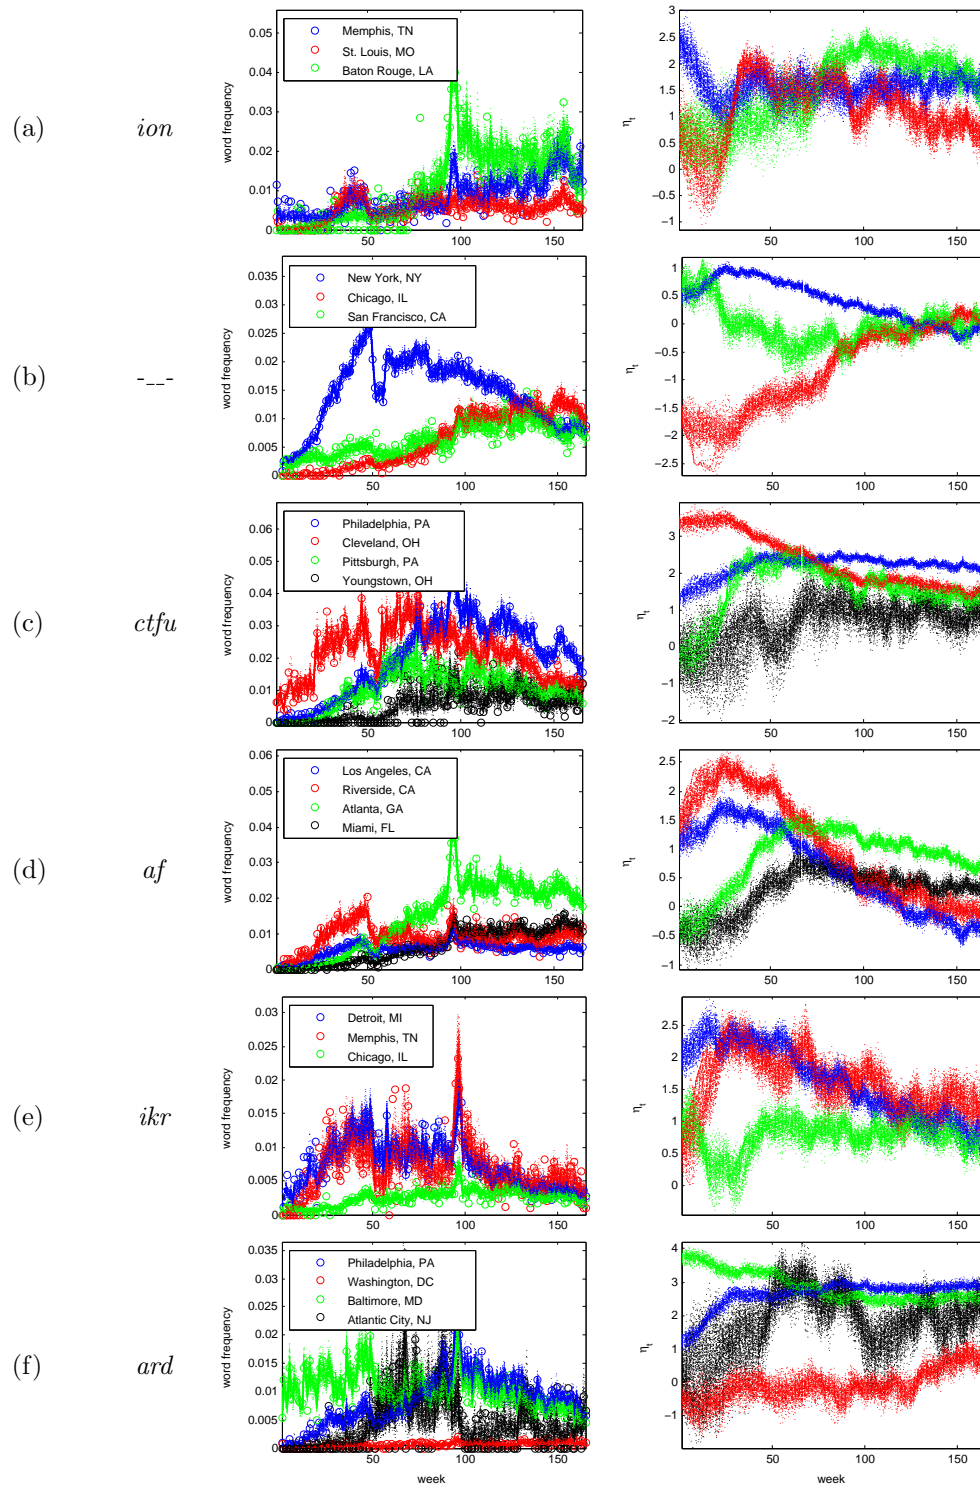 (a) ion
word frequency
0.05
0.04
0.03
0.02
0.01
0
Memphis, TN
St. Louis, MO
Baton Rouge, LA
50 100 150
week
ηt
3
2.5
2
1.5
1
0.5
0
−0.5
−1
50 100 150
(b) -__-
word frequency
0.035
0.03
0.025
0.02
0.015
0.01
0.005
0
New York, NY
Chicago, IL
San Francisco, CA
50 100 150
ηt
1
0.5
0
−0.5
−1
−1.5
−2
−2.5
50 100 150
(c) ctfu
word frequency
0.06
0.05
0.04
0.03
0.02
0.01
0
Philadelphia, PA
Cleveland, OH
Pittsburgh, PA
Youngstown, OH
50 100 150
ηt
3
2
1
0
−1
−2
50 100 150
(d) af
word frequency
0.06
0.05
0.04
0.03
0.02
0.01
0
Los Angeles, CA
Riverside, CA
Atlanta, GA
Miami, FL
50 100 150
ηt
2.5
2
1.5
1
0.5
0
−0.5
−1
50 100 150
(e) ikr
word frequency
0.03
0.025
0.02
0.015
0.01
0.005
0
Detroit, MI
Memphis, TN
Chicago, IL
50 100 150
ηt
2.5
2
1.5
1
0.5
0
50 100 150
(f) ard
word frequency
0.035
0.03
0.025
0.02
0.015
0.01
0.005
0
Philadelphia, PA
Washington, DC
Baltimore, MD
Atlantic City, NJ
50 100 150
week
ηt
4
3
2
1
0
−1
50 100 150
week